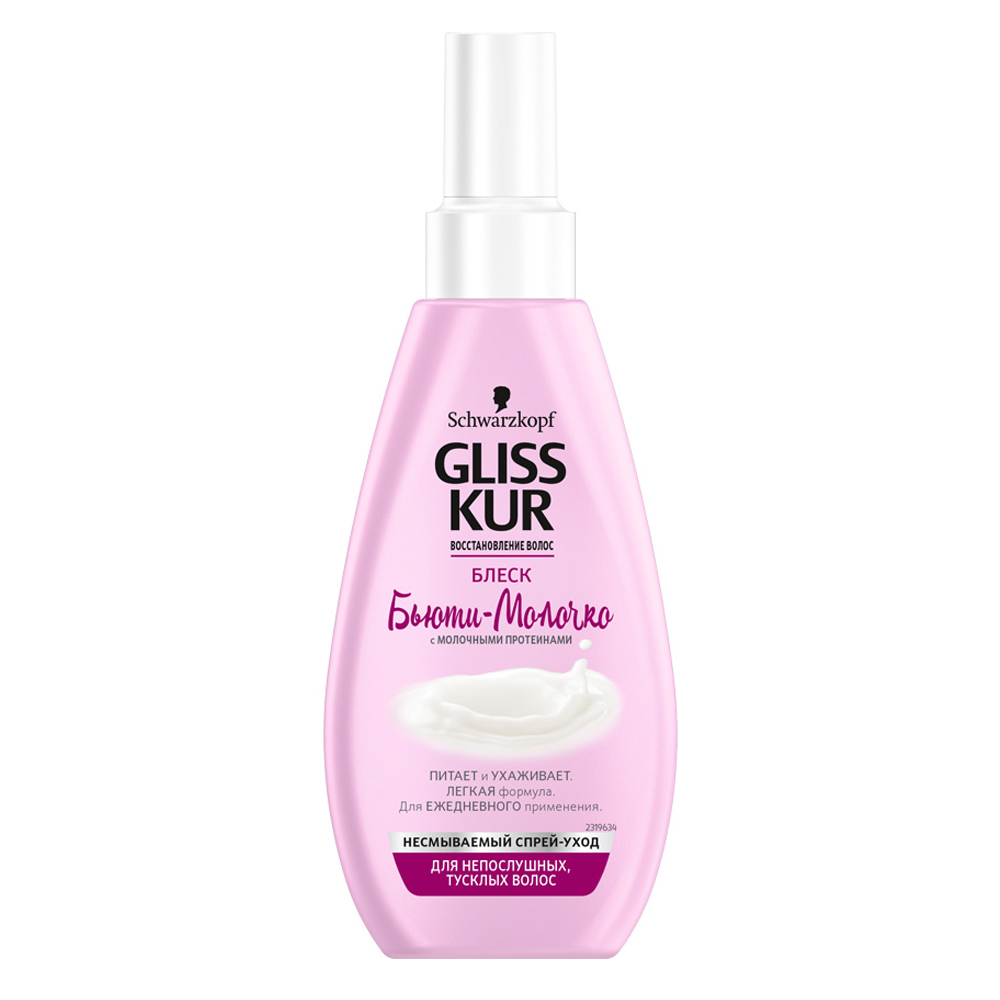 Schwarzkopf
GLISS
KUR
ВОССТАНОВЛЕНИЕ ВОЛОС
БЛЕСК
Бьюти-Молочко
с МОЛОЧНЫМИ ПРОТЕИНАМИ
ПИТАЕТ и УХАЖИВАЕТ.
ЛЕГКАЯ формула.
Для ЕЖЕДНЕВНОГО применения.
2319634
НЕСМЫВАЕМЫЙ СПРЕЙ-УХОД
ДЛЯ НЕПОСЛУШНЫХ,
ТУСКЛЫХ ВОЛОС